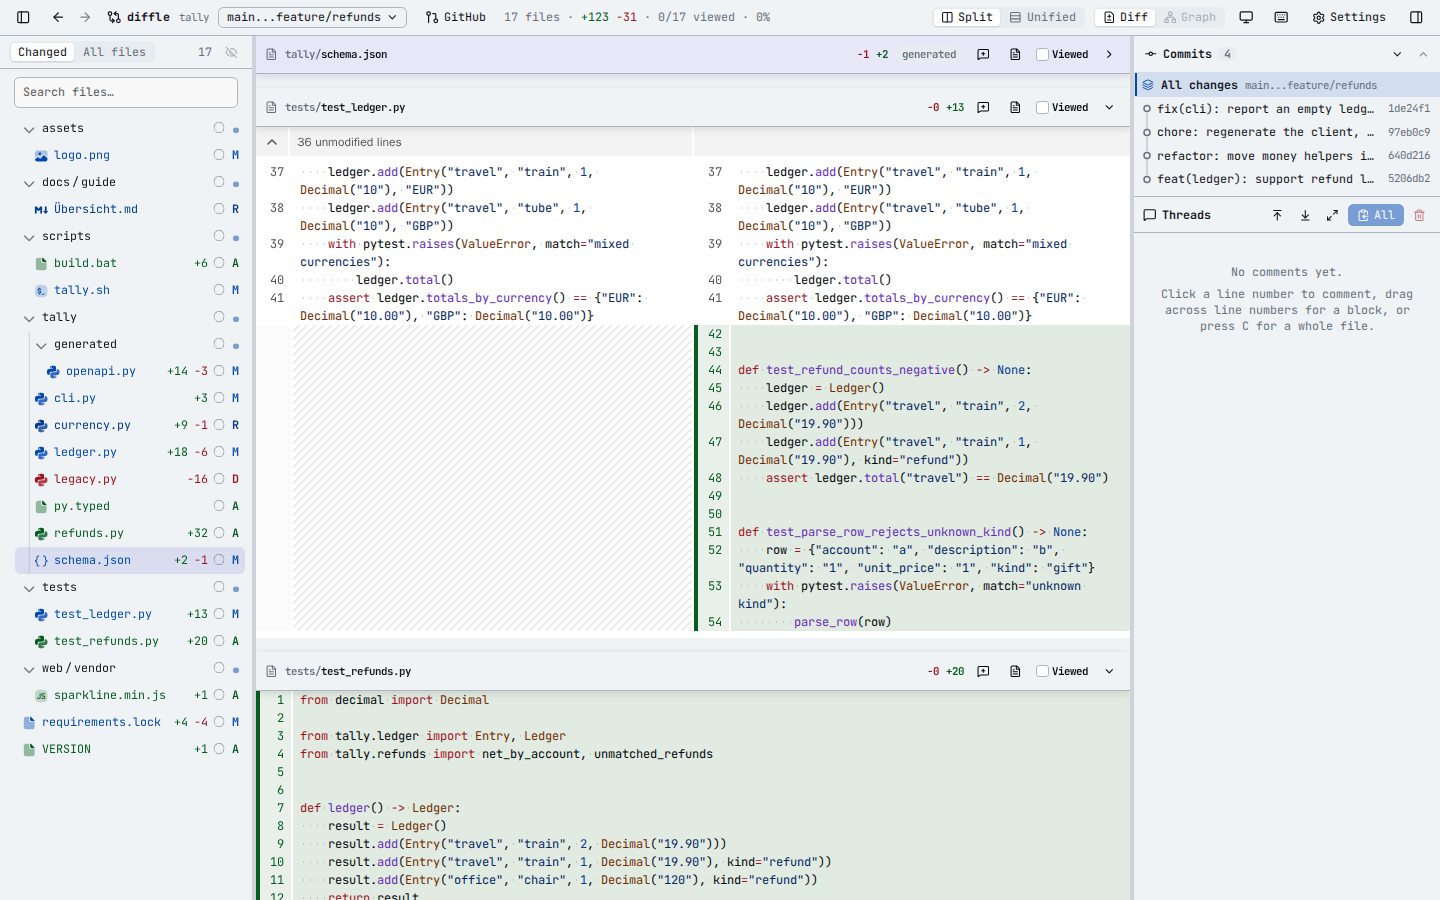 diffle tally main...feature/refunds GitHub 17 files · +123 -31 · 0/17 viewed · 0% Split Unified Diff Graph Settings
Changed All files 17
Search files…
assets
logo.png M
docs/guide
Übersicht.md R
scripts
build.bat +6 A
tally.sh M
tally
generated
openapi.py +14 -3 M
cli.py +3 M
currency.py +9 -1 R
ledger.py +18 -6 M
legacy.py -16 D
py.typed A
refunds.py +32 A
schema.json +2 -1 M
tests
test_ledger.py +13 M
test_refunds.py +20 A
web/vendor
sparkline.min.js +1 A
requirements.lock +4 -4 M
VERSION +1 A
tally/schema.json -1 +2 generated Viewed
tests/test_ledger.py -0 +13 Viewed
36 unmodified lines
37 ····ledger.add(Entry("travel", "train", 1,
Decimal("10"), "EUR"))
38 ····ledger.add(Entry("travel", "tube", 1,
Decimal("10"), "GBP"))
39 ····with pytest.raises(ValueError, match="mixed
currencies"):
40 ········ledger.total()
41 ····assert ledger.totals_by_currency() == {"EUR":
Decimal("10.00"), "GBP": Decimal("10.00")}
37 ····ledger.add(Entry("travel", "train", 1,
Decimal("10"), "EUR"))
38 ····ledger.add(Entry("travel", "tube", 1,
Decimal("10"), "GBP"))
39 ····with pytest.raises(ValueError, match="mixed
currencies"):
40 ········ledger.total()
41 ····assert ledger.totals_by_currency() == {"EUR":
Decimal("10.00"), "GBP": Decimal("10.00")}
42
43
44 def test_refund_counts_negative() -> None:
45 ····ledger = Ledger()
46 ····ledger.add(Entry("travel", "train", 2,
Decimal("19.90")))
47 ····ledger.add(Entry("travel", "train", 1,
Decimal("19.90"), kind="refund"))
48 ····assert ledger.total("travel") == Decimal("19.90")
49
50
51 def test_parse_row_rejects_unknown_kind() -> None:
52 ····row = {"account": "a", "description": "b",
"quantity": "1", "unit_price": "1", "kind": "gift"}
53 ····with pytest.raises(ValueError, match="unknown
kind"):
54 ········parse_row(row)
tests/test_refunds.py -0 +20 Viewed
1 from decimal import Decimal
2
3 from tally.ledger import Entry, Ledger
4 from tally.refunds import net_by_account, unmatched_refunds
5
6
7 def ledger() -> Ledger:
8 ····result = Ledger()
9 ····result.add(Entry("travel", "train", 2, Decimal("19.90")))
10 ····result.add(Entry("travel", "train", 1, Decimal("19.90"), kind="refund"))
11 ····result.add(Entry("office", "chair", 1, Decimal("120"), kind="refund"))
12 ····return result
Commits 4
All changes main...feature/refunds
fix(cli): report an empty ledg… 1de24f1
chore: regenerate the client, … 97eb0c9
refactor: move money helpers i… 640d216
feat(ledger): support refund l… 5206db2
Threads All
No comments yet.
Click a line number to comment, drag
across line numbers for a block, or
press C for a whole file.